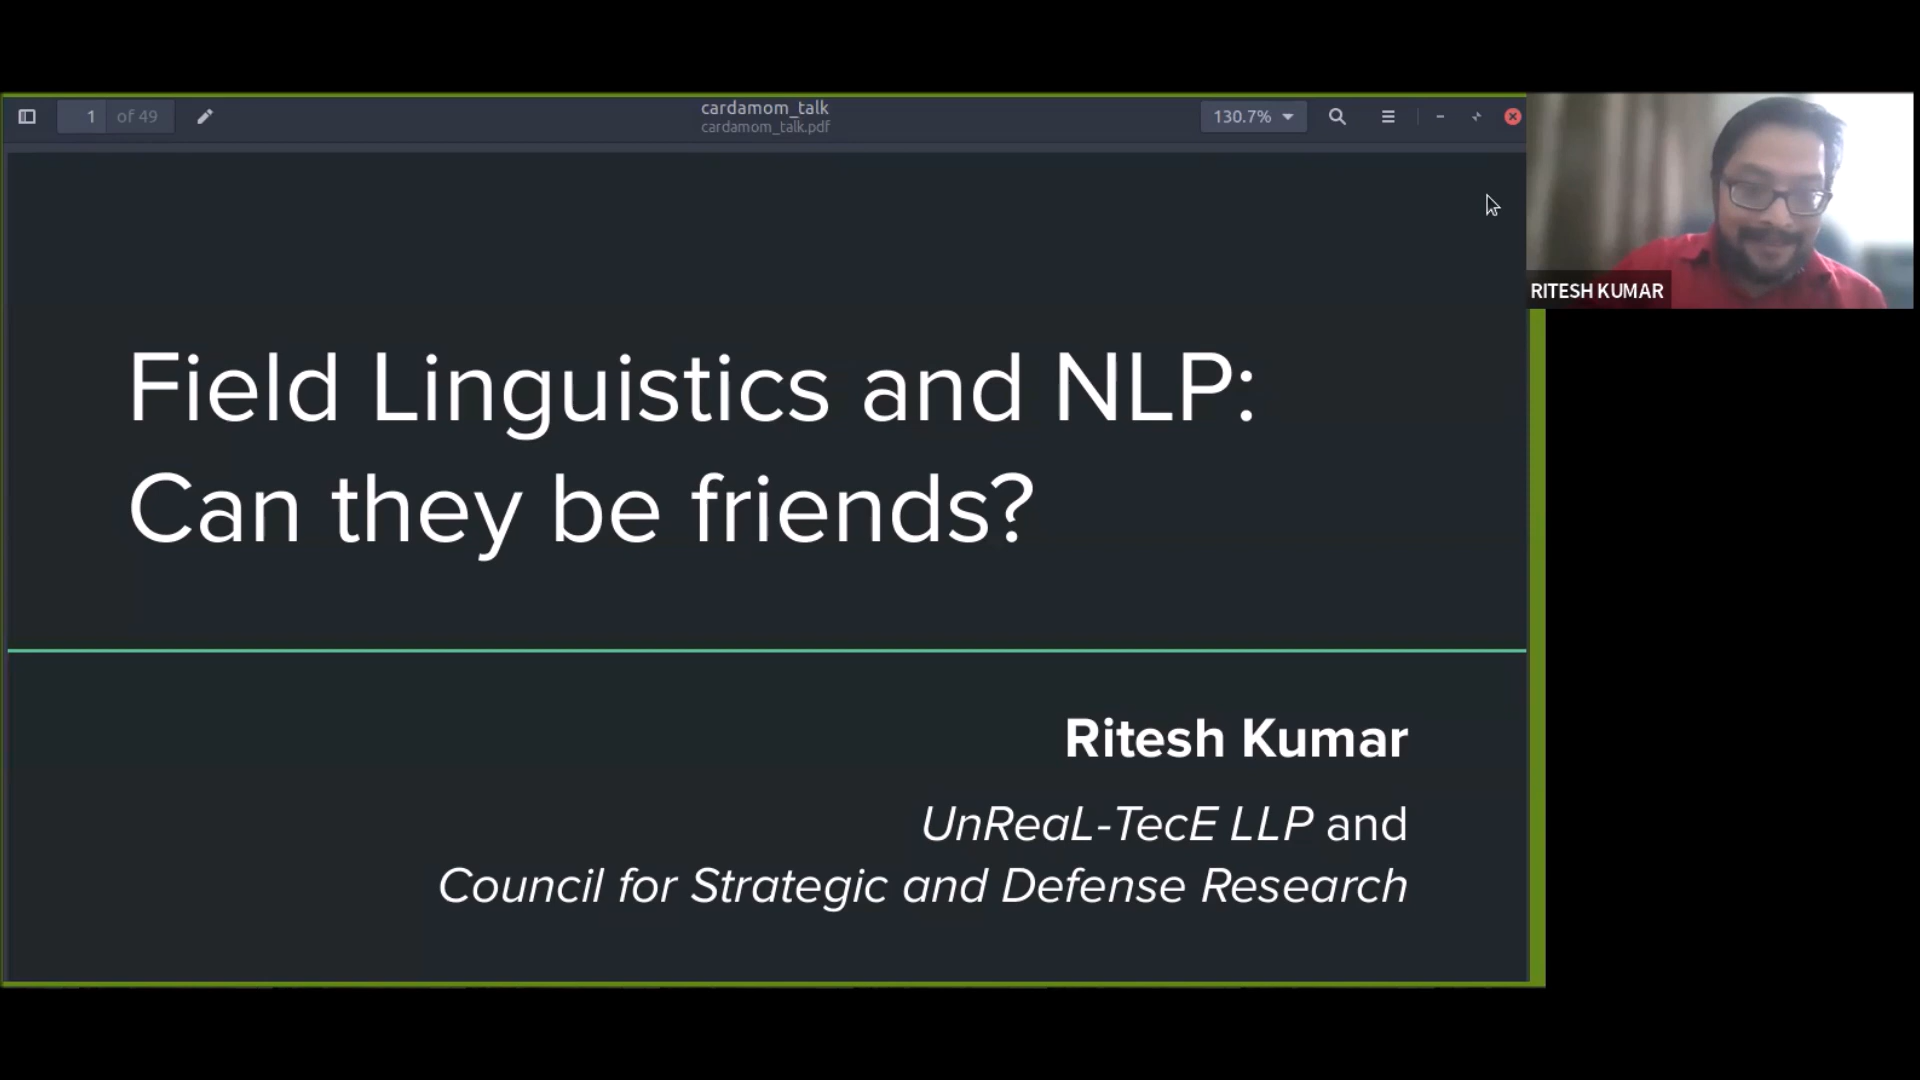 1 of 49
cardamom_talk
cardamom_talk.pdf
130.7%
RITESH KUMAR
Field Linguistics and NLP:
Can they be friends?
Ritesh Kumar
UnReaL-TecE LLP and
Council for Strategic and Defense Research